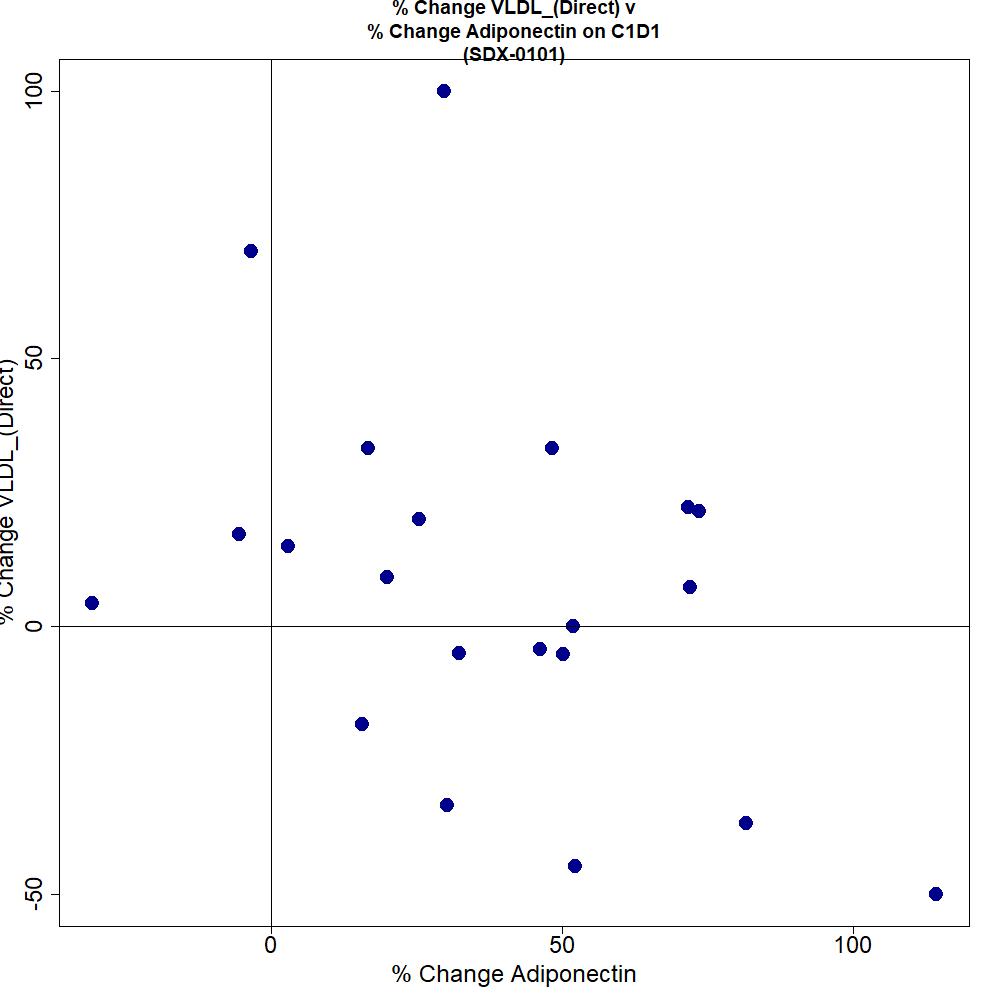 % Change VLDL_(Direct) v
% Change Adiponectin on C1D1
(SDX-0101)
100
50
0
-50
% Change VLDL_(Direct)
0
50
100
% Change Adiponectin